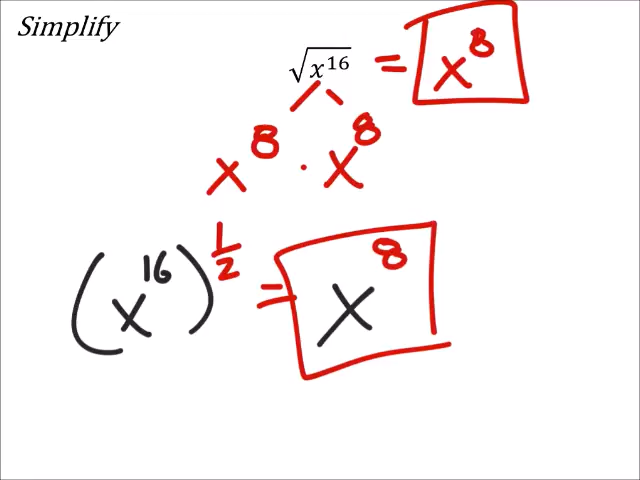 Simplify
√x¹⁶ = x⁸
x⁸ · x⁸
(x¹⁶)^½ = x⁸